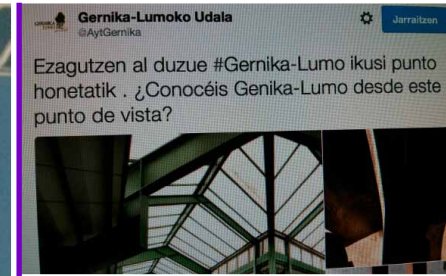 Gernika-Lumoko Udala
@AytGernika
Jarraitzen
Ezagutzen al duzue #Gernika-Lumo ikusi punto
honetatik . ¿Conocéis Genika-Lumo desde este
punto de vista?